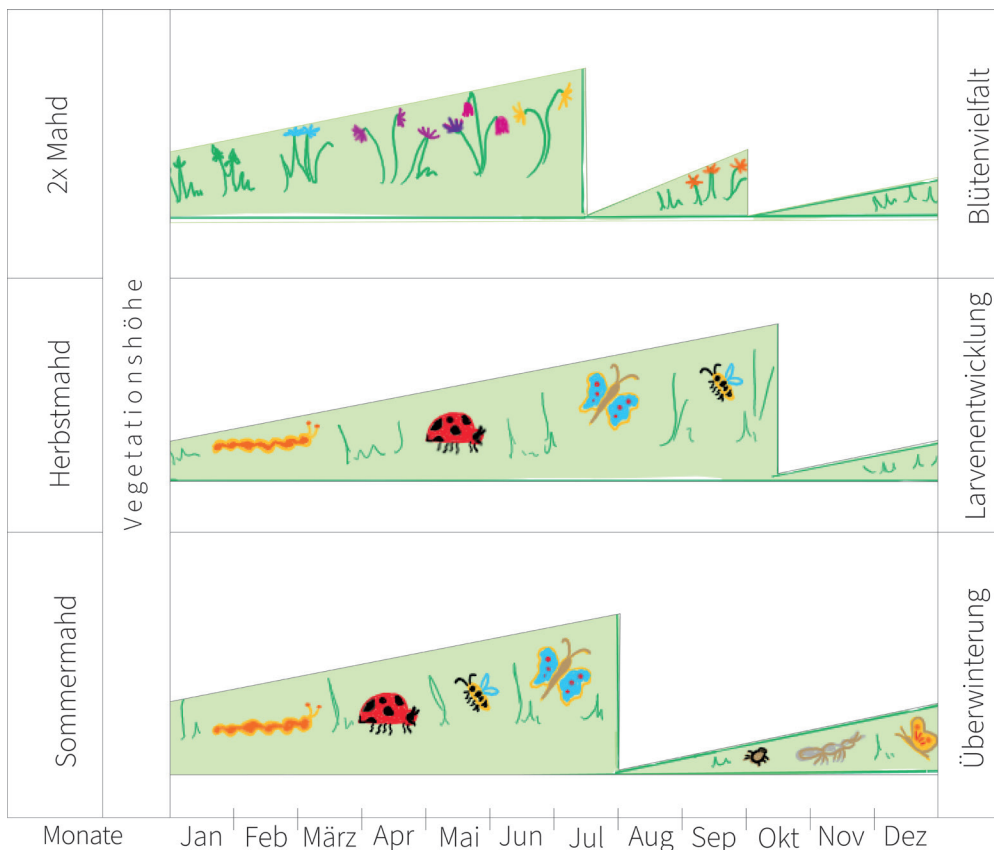 2x Mahd
Blütenvielfalt
Vegetationshöhe
Herbstmahd
Larvenentwicklung
Sommermahd
Überwinterung
Monate Jan Feb März Apr Mai Jun Jul Aug Sep Okt Nov Dez